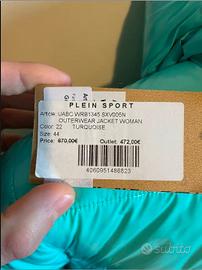 PLEIN SPORT
Article: UABC WRB1345 SXV005N
OUTERWEAR JACKET WOMAN
Color: 22 TURQUOISE
Size: 44
Price: 670,00€ Outlet: 472,00€
4060951486823
subito